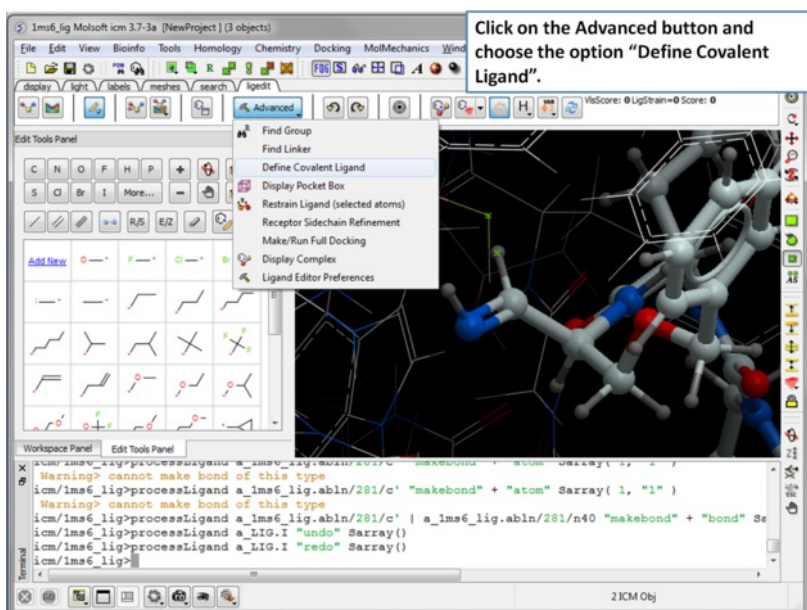 1ms6_lig Molsoft icm 3.7-3a [NewProject ] (3 objects)
Click on the Advanced button and
choose the option “Define Covalent
Ligand”.
File Edit View Bioinfo Tools Homology Chemistry Docking MolMechanics
display light labels meshes search ligedit
Advanced
VlsScore: 0 LigStrain=0 Score: 0
Edit Tools Panel
Find Group
Find Linker
Define Covalent Ligand
Display Pocket Box
Restrain Ligand (selected atoms)
Receptor Sidechain Refinement
Make/Run Full Docking
Display Complex
Ligand Editor Preferences
C N O F H P
S Cl Br I More...
R/S E/Z
Add New
Workspace Panel Edit Tools Panel
Warning> cannot make bond of this type
icm/1ms6_lig>processLigand a_1ms6_lig.abln/281/c' "makebond" + "atom" Sarray( 1, "1" )
Warning> cannot make bond of this type
icm/1ms6_lig>processLigand a_1ms6_lig.abln/281/c' | a_1ms6_lig.abln/281/n40 "makebond" + "bond" Sa
icm/1ms6_lig>processLigand a_LIG.I "undo" Sarray()
icm/1ms6_lig>processLigand a_LIG.I "redo" Sarray()
icm/1ms6_lig>
Terminal
2 ICM Obj